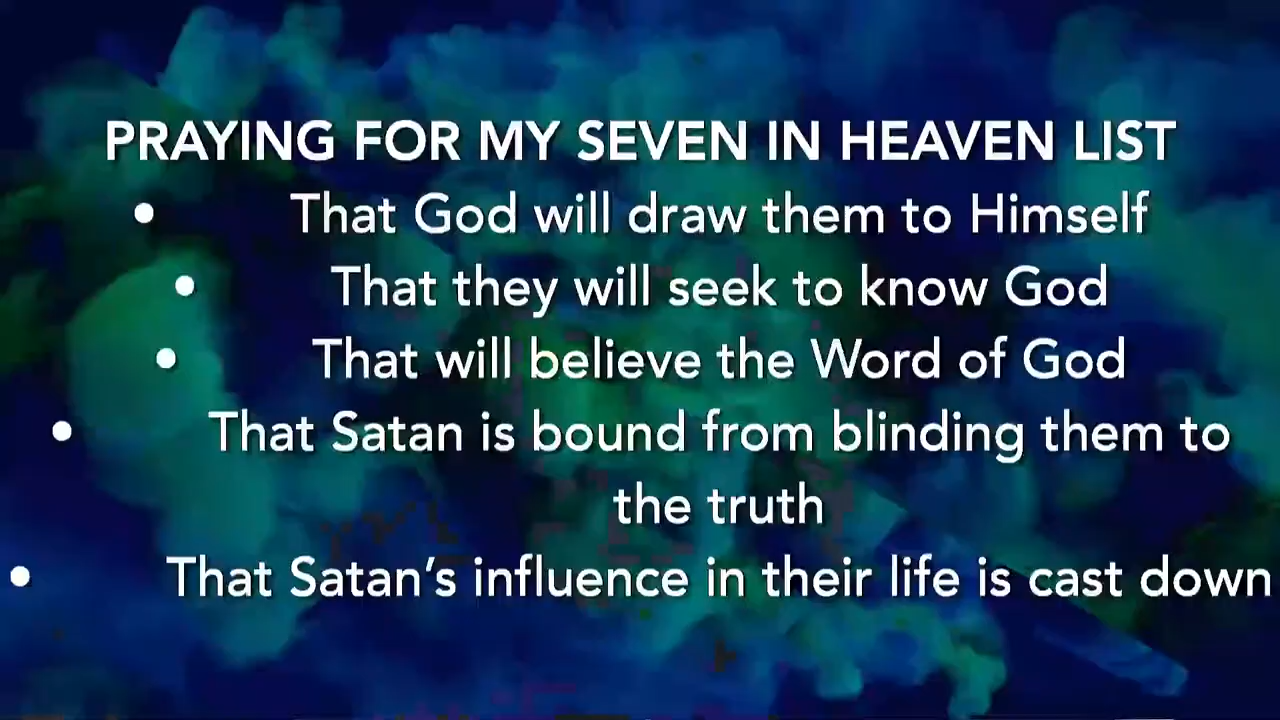 PRAYING FOR MY SEVEN IN HEAVEN LIST
• That God will draw them to Himself
• That they will seek to know God
• That will believe the Word of God
• That Satan is bound from blinding them to
the truth
• That Satan’s influence in their life is cast down